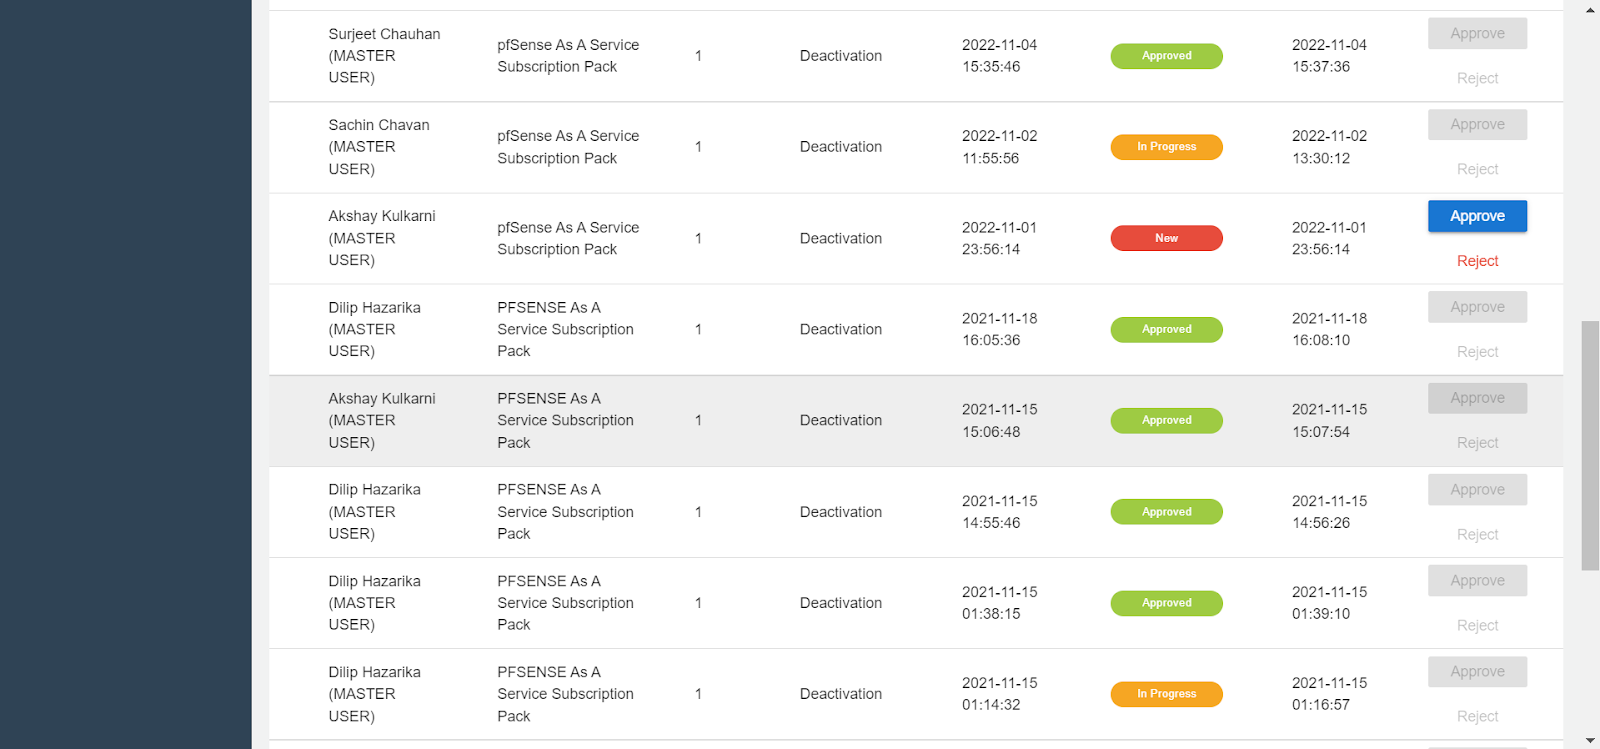 Surjeet Chauhan
(MASTER
USER)
pfSense As A Service
Subscription Pack
1
Deactivation
2022-11-04
15:35:46
Approved
2022-11-04
15:37:36
Approve
Reject
Sachin Chavan
(MASTER
USER)
pfSense As A Service
Subscription Pack
1
Deactivation
2022-11-02
11:55:56
In Progress
2022-11-02
13:30:12
Approve
Reject
Akshay Kulkarni
(MASTER
USER)
pfSense As A Service
Subscription Pack
1
Deactivation
2022-11-01
23:56:14
New
2022-11-01
23:56:14
Approve
Reject
Dilip Hazarika
(MASTER
USER)
PFSENSE As A
Service Subscription
Pack
1
Deactivation
2021-11-18
16:05:36
Approved
2021-11-18
16:08:10
Approve
Reject
Akshay Kulkarni
(MASTER
USER)
PFSENSE As A
Service Subscription
Pack
1
Deactivation
2021-11-15
15:06:48
Approved
2021-11-15
15:07:54
Approve
Reject
Dilip Hazarika
(MASTER
USER)
PFSENSE As A
Service Subscription
Pack
1
Deactivation
2021-11-15
14:55:46
Approved
2021-11-15
14:56:26
Approve
Reject
Dilip Hazarika
(MASTER
USER)
PFSENSE As A
Service Subscription
Pack
1
Deactivation
2021-11-15
01:38:15
Approved
2021-11-15
01:39:10
Approve
Reject
Dilip Hazarika
(MASTER
USER)
PFSENSE As A
Service Subscription
Pack
1
Deactivation
2021-11-15
01:14:32
In Progress
2021-11-15
01:16:57
Approve
Reject